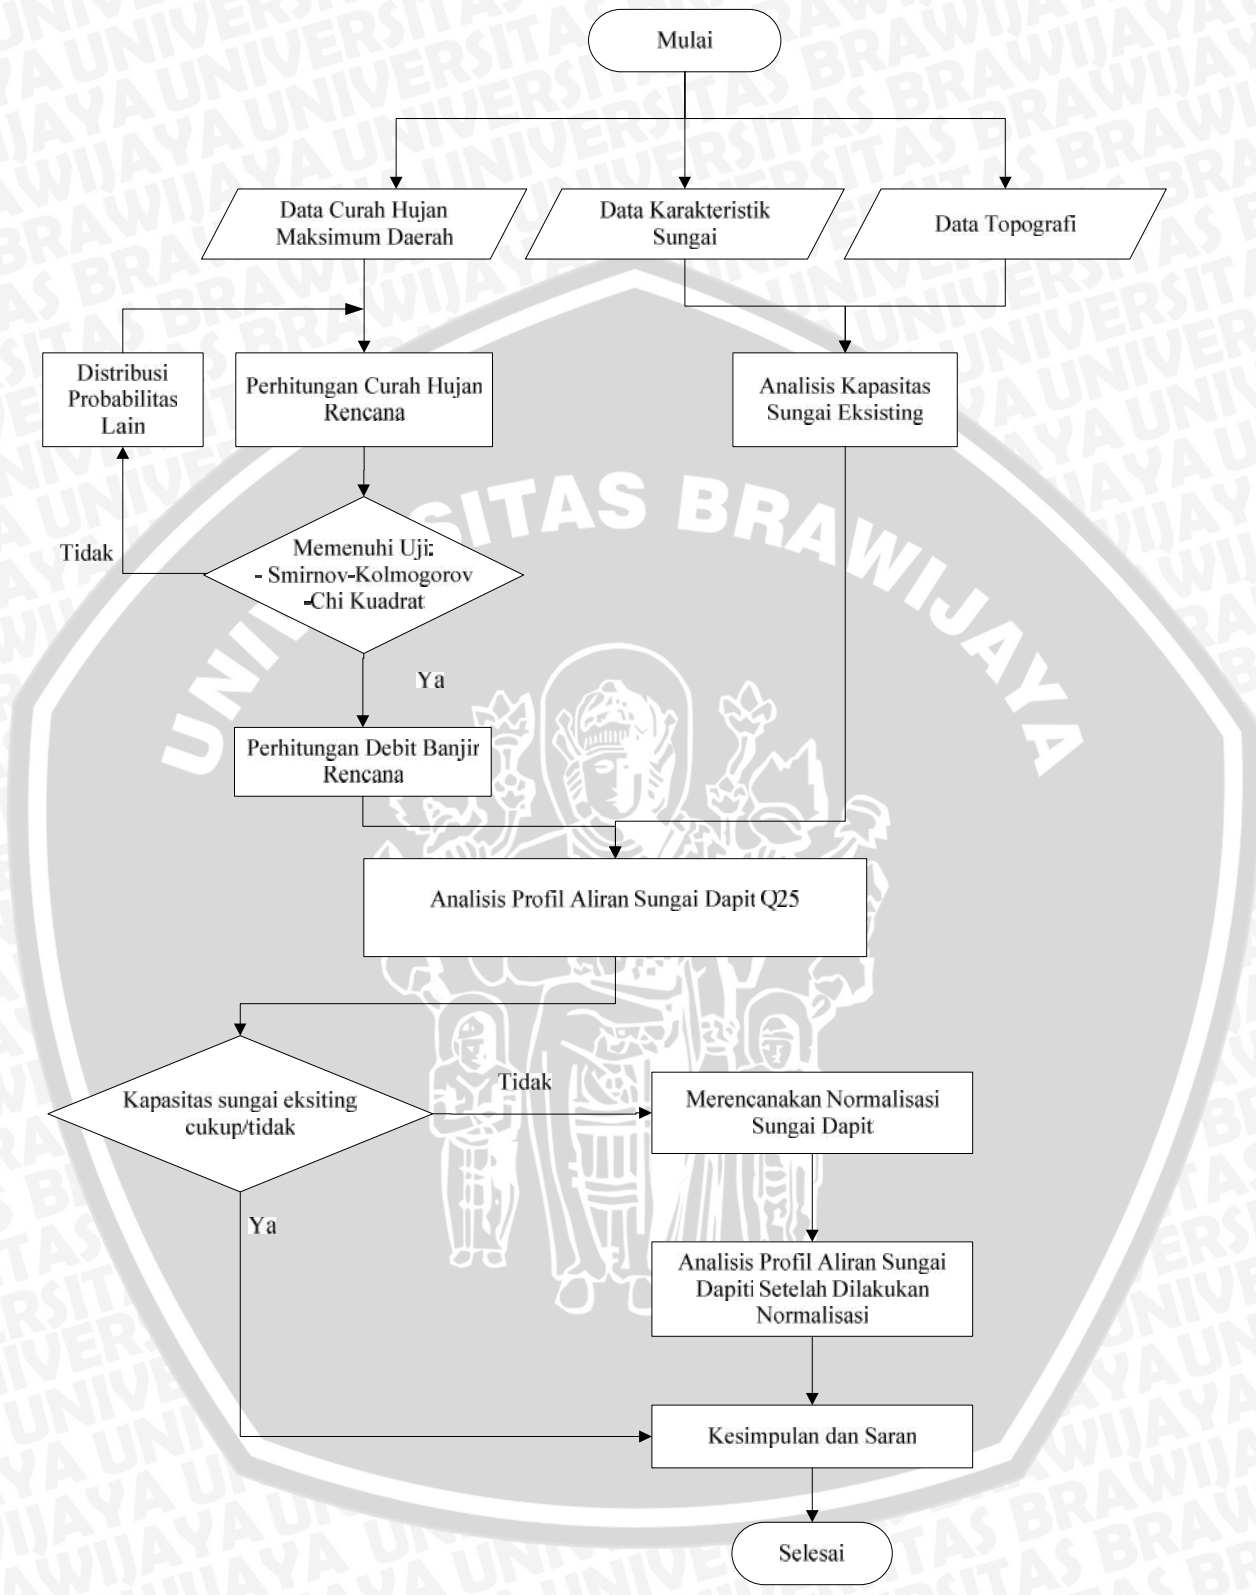 Mulai
Data Curah Hujan
Maksimum Daerah
Data Karakteristik
Sungai
Data Topografi
Distribusi
Probabilitas
Lain
Perhitungan Curah Hujan
Rencana
Analisis Kapasitas
Sungai Eksisting
Tidak
Memenuhi Uji:
- Smirnov-Kolmogorov
-Chi Kuadrat
Ya
Perhitungan Debit Banjir
Rencana
Analisis Profil Aliran Sungai Dapit Q25
Kapasitas sungai eksiting
cukup/tidak
Tidak
Merencanakan Normalisasi
Sungai Dapit
Ya
Analisis Profil Aliran Sungai
Dapiti Setelah Dilakukan
Normalisasi
Kesimpulan dan Saran
Selesai
UNIVERSITAS BRAWIJAYA